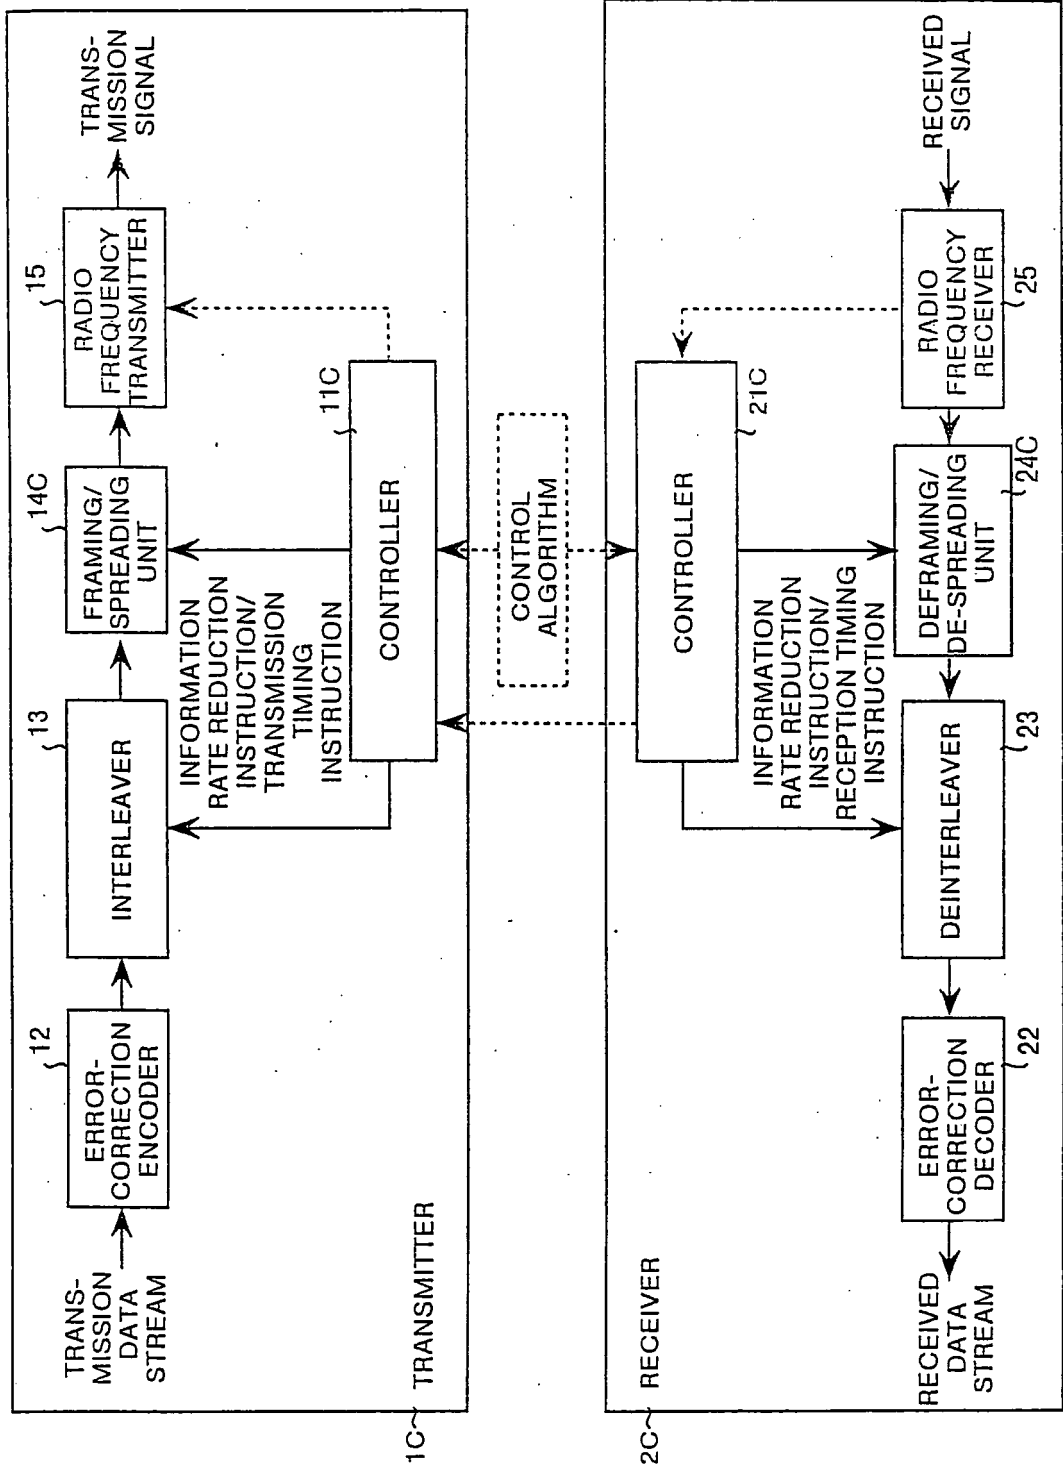 TRANS-
MISSION
DATA
STREAM
12
ERROR-
CORRECTION
ENCODER
13
INTERLEAVER
14C
FRAMING/
SPREADING
UNIT
15
RADIO
FREQUENCY
TRANSMITTER
TRANS-
MISSION
SIGNAL
INFORMATION
RATE REDUCTION
INSTRUCTION/
TRANSMISSION
TIMING
INSTRUCTION
11C
CONTROLLER
1C
TRANSMITTER
CONTROL
ALGORITHM
2C
RECEIVER
CONTROLLER
21C
INFORMATION
RATE REDUCTION
INSTRUCTION/
RECEPTION TIMING
INSTRUCTION
RECEIVED
DATA
STREAM
ERROR-
CORRECTION
DECODER
22
DEINTERLEAVER
23
DEFRAMING/
DE-SPREADING
UNIT
24C
RADIO
FREQUENCY
RECEIVER
25
RECEIVED
SIGNAL